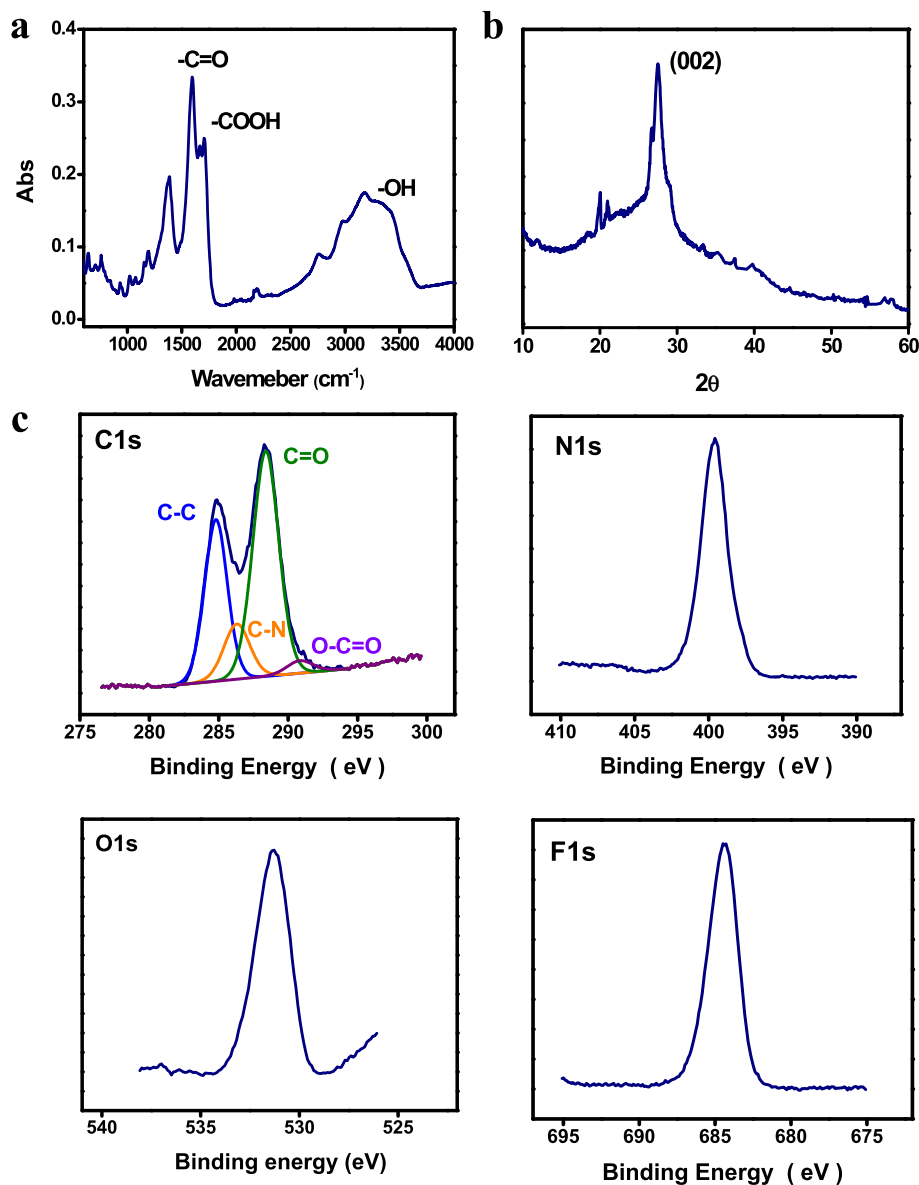 a
0.4
0.3
0.2
0.1
0.0
Abs
-C=O
-COOH
-OH
1000 1500 2000 2500 3000 3500 4000
Wavemeber (cm-1)
b
(002)
10 20 30 40 50 60
2θ
c
C1s
C=O
C-C
C-N
O-C=O
275 280 285 290 295 300
Binding Energy ( eV )
N1s
410 405 400 395 390
Binding Energy ( eV )
O1s
540 535 530 525
Binding energy (eV)
F1s
695 690 685 680 675
Binding Energy ( eV )